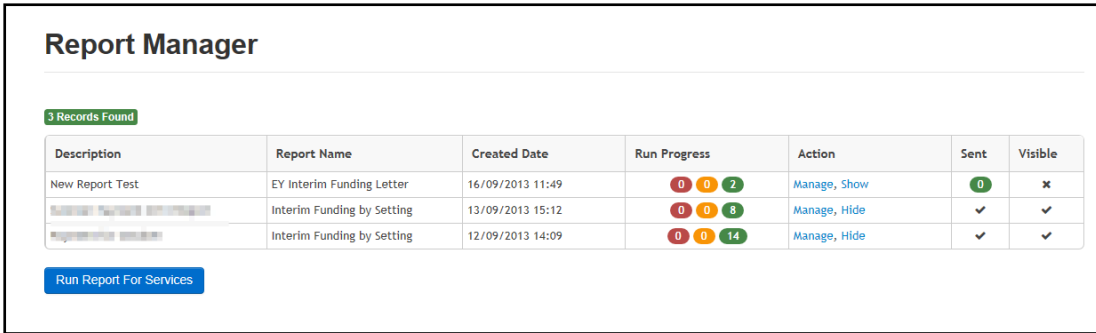 Report Manager
3 Records Found
Description Report Name Created Date Run Progress Action Sent Visible
New Report Test EY Interim Funding Letter 16/09/2013 11:49 0 0 2 Manage, Show 0
Interim Funding by Setting 13/09/2013 15:12 0 0 8 Manage, Hide
Interim Funding by Setting 12/09/2013 14:09 0 0 14 Manage, Hide
Run Report For Services